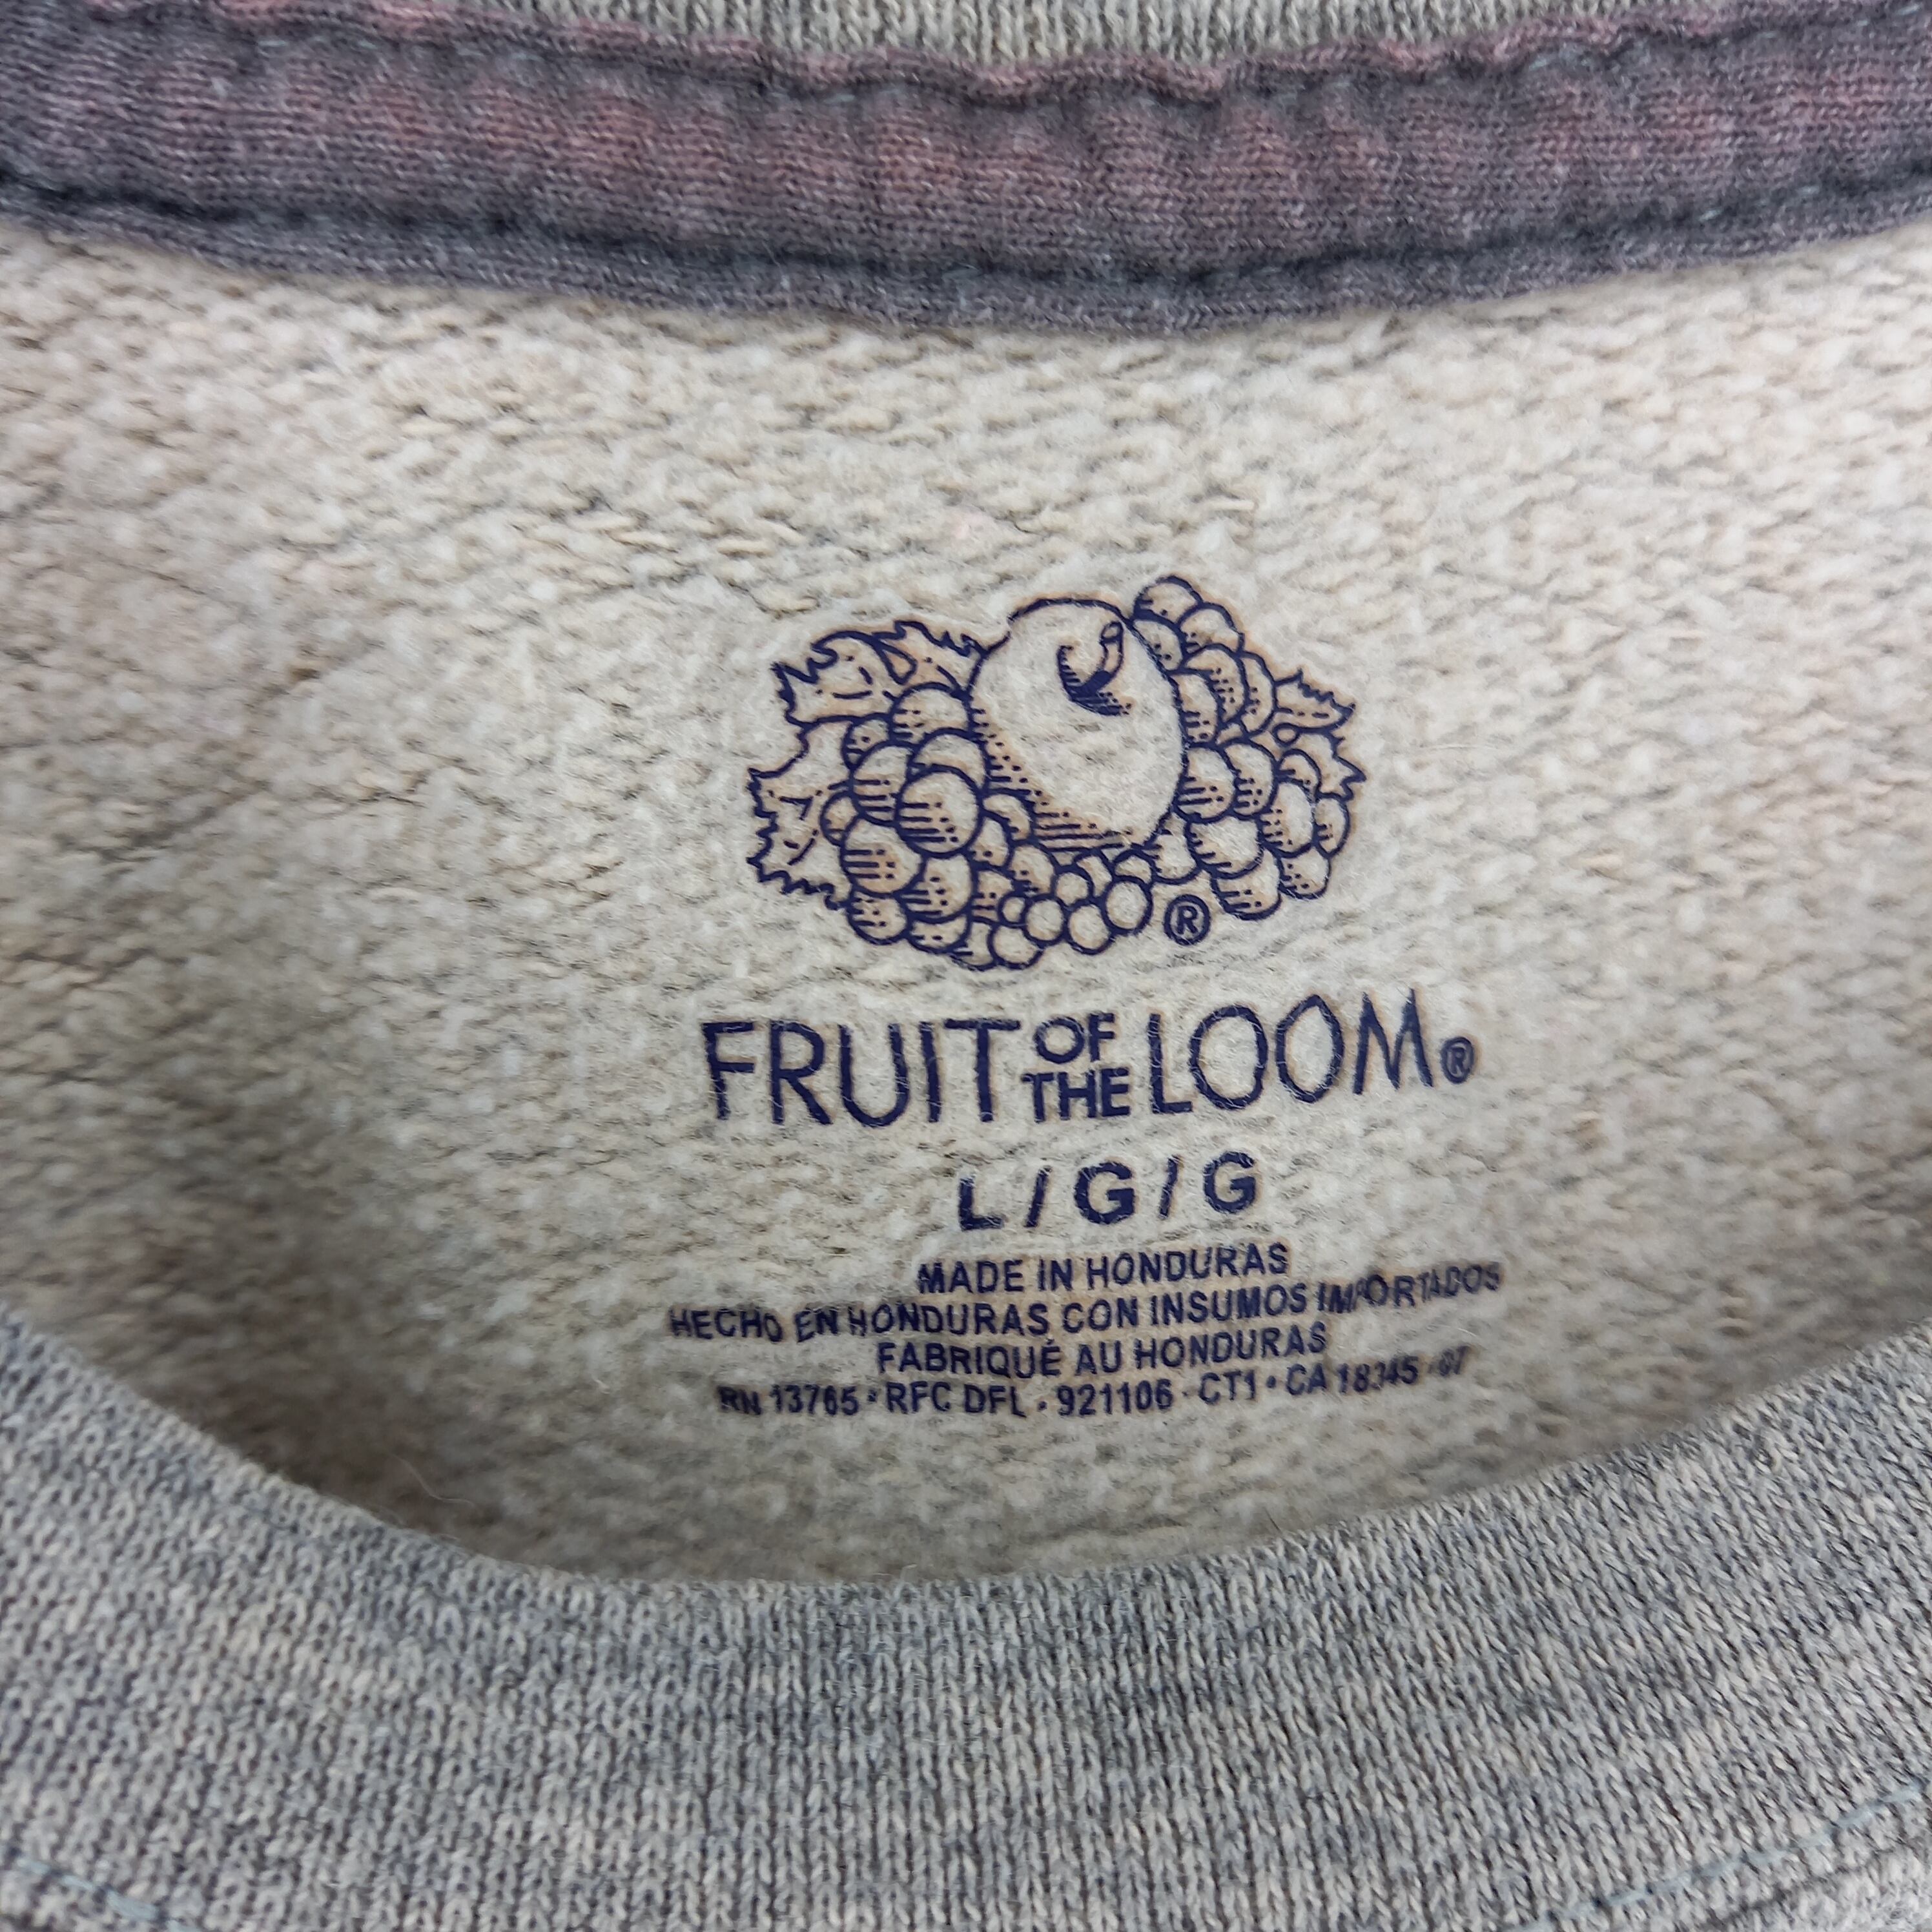 ®
FRUIT OF THE LOOM®
L / G / G
MADE IN HONDURAS
HECHO EN HONDURAS CON INSUMOS IMPORTADOS
FABRIQUÉ AU HONDURAS
RN 13765 • RFC DFL - 921106 - CT1 • CA 18345 07